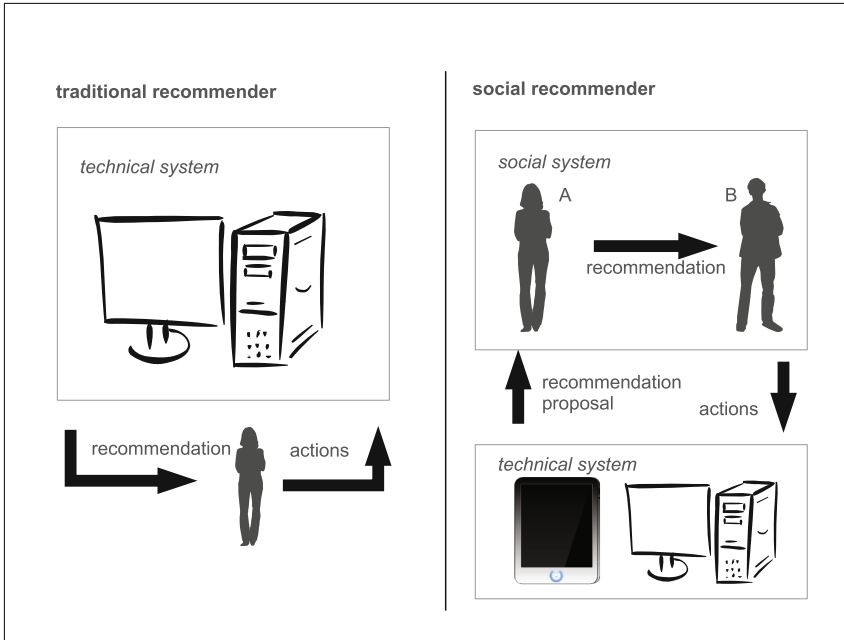 traditional recommender
technical system
recommendation
actions
social recommender
social system
A
B
recommendation
recommendation
proposal
actions
technical system